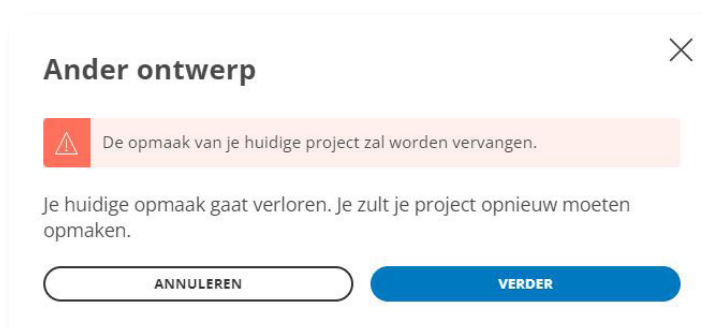 Ander ontwerp
De opmaak van je huidige project zal worden vervangen.
Je huidige opmaak gaat verloren. Je zult je project opnieuw moeten
opmaken.
ANNULEREN
VERDER